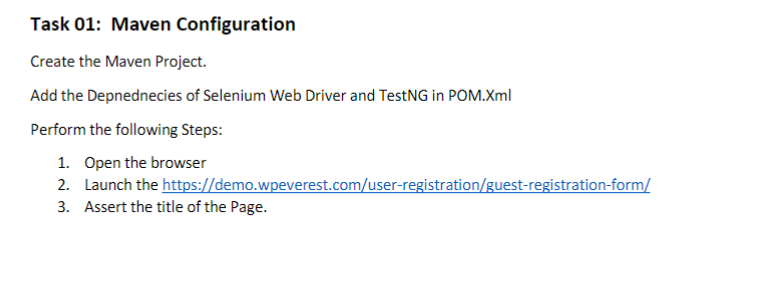 Task 01:  Maven Configuration
Create the Maven Project.
Add the Depnednecies of Selenium Web Driver and TestNG in POM.Xml
Perform the following Steps:
1. Open the browser
2. Launch the https://demo.wpeverest.com/user-registration/guest-registration-form/
3. Assert the title of the Page.